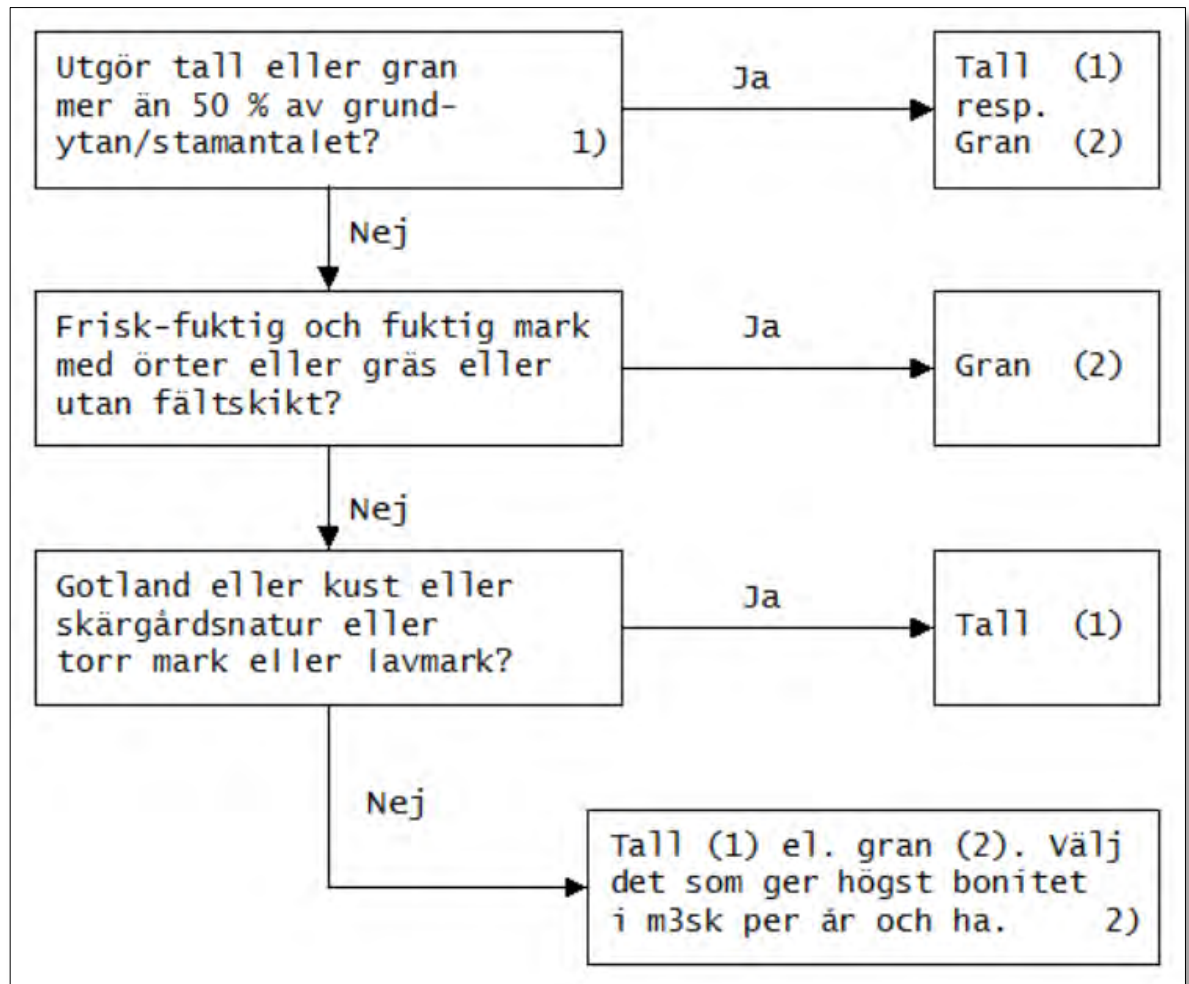 Utgör tall eller gran
mer än 50 % av grund-
ytan/stamantalet? 1)
Ja
Tall (1)
resp.
Gran (2)
Nej
Frisk-fuktig och fuktig mark
med örter eller gräs eller
utan fältskikt?
Ja
Gran (2)
Nej
Gotland eller kust eller
skärgårdsnatur eller
torr mark eller lavmark?
Ja
Tall (1)
Nej
Tall (1) el. gran (2). Välj
det som ger högst bonitet
i m3sk per år och ha. 2)